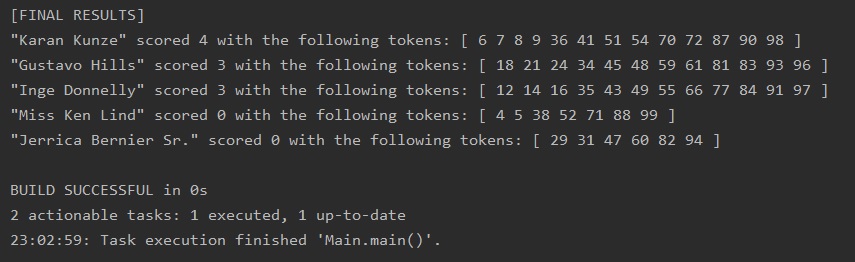 [FINAL RESULTS]
"Karan Kunze" scored 4 with the following tokens: [ 6 7 8 9 36 41 51 54 70 72 87 90 98 ]
"Gustavo Hills" scored 3 with the following tokens: [ 18 21 24 34 45 48 59 61 81 83 93 96 ]
"Inge Donnelly" scored 3 with the following tokens: [ 12 14 16 35 43 49 55 66 77 84 91 97 ]
"Miss Ken Lind" scored 0 with the following tokens: [ 4 5 38 52 71 88 99 ]
"Jerrica Bernier Sr." scored 0 with the following tokens: [ 29 31 47 60 82 94 ]
BUILD SUCCESSFUL in 0s
2 actionable tasks: 1 executed, 1 up-to-date
23:02:59: Task execution finished 'Main.main()'.